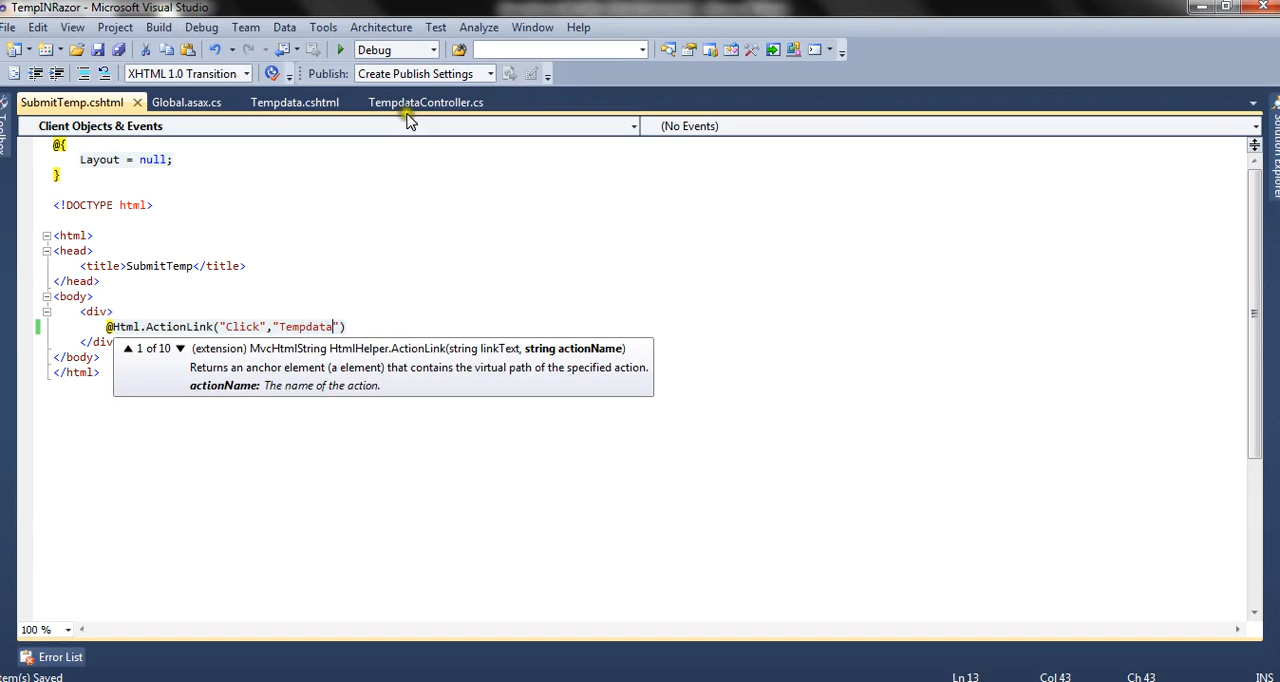 TempINRazor - Microsoft Visual Studio
File Edit View Project Build Debug Team Data Tools Architecture Test Analyze Window Help
Debug
XHTML 1.0 Transition Publish: Create Publish Settings
SubmitTemp.cshtml Global.asax.cs Tempdata.cshtml TempdataController.cs
Client Objects & Events (No Events)
@{
Layout = null;
}
<!DOCTYPE html>
<html>
<head>
<title>SubmitTemp</title>
</head>
<body>
<div>
@Html.ActionLink("Click","Tempdata")
</div
1 of 10 (extension) MvcHtmlString HtmlHelper.ActionLink(string linkText, string actionName)
Returns an anchor element (a element) that contains the virtual path of the specified action.
</body>
actionName: The name of the action.
</html>
Toolbox
Solution Explorer
100 %
Error List
tem(s) Saved Ln 13 Col 43 Ch 43 INS